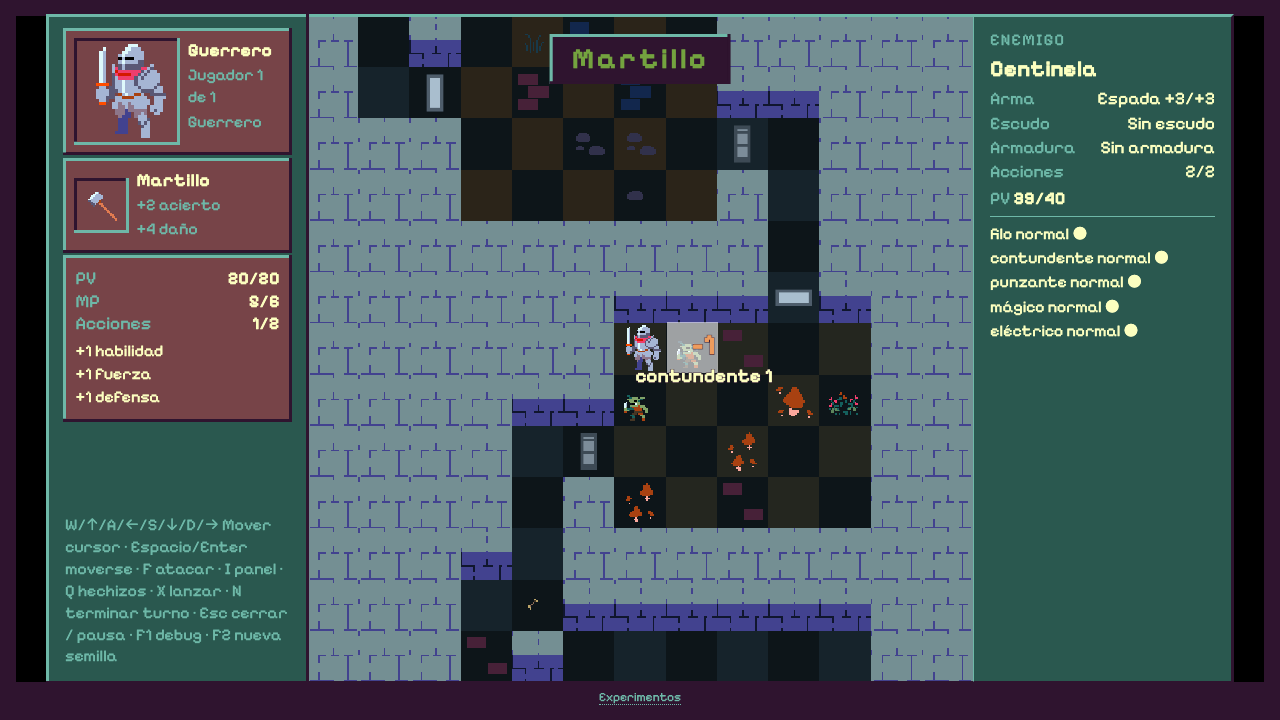 Guerrero
Jugador 1
de 1
Guerrero
Martillo
+2 acierto
+4 daño
PV 80/80
MP 8/8
Acciones 1/2
+1 habilidad
+1 fuerza
+1 defensa
W/↑/A/←/S/↓/D/→ Mover
cursor · Espacio/Enter
moverse · F atacar · I panel ·
Q hechizos · X lanzar · N
terminar turno · Esc cerrar
/ pausa · F1 debug · F2 nueva
semilla
Martillo
-1
contundente 1
ENEMIGO
Centinela
Arma Espada +3/+3
Escudo Sin escudo
Armadura Sin armadura
Acciones 2/2
PV 39/40
filo normal
contundente normal
punzante normal
mágico normal
eléctrico normal
Experimentos